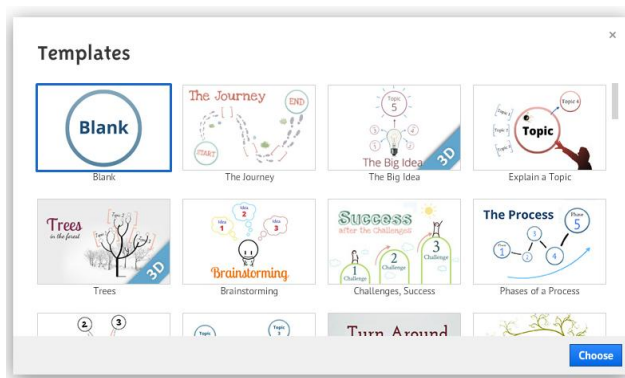 ×
Templates
Blank
The Journey
END
START
Topic
5
The Big Idea
3D
Topic 4
Topic
Blank
The Journey
The Big Idea
Explain a Topic
Trees
in the forest
3D
Idea
1
Idea
2
Idea
3
Brainstorming
Success
after the Challenges
1
Challenge
2
Challenge
3
Challenge
The Process
Phase
1
2
3
4
Phase
5
Trees
Brainstorming
Challenges, Success
Phases of a Process
2
3
Topic
Topic
Turn Around
Choose